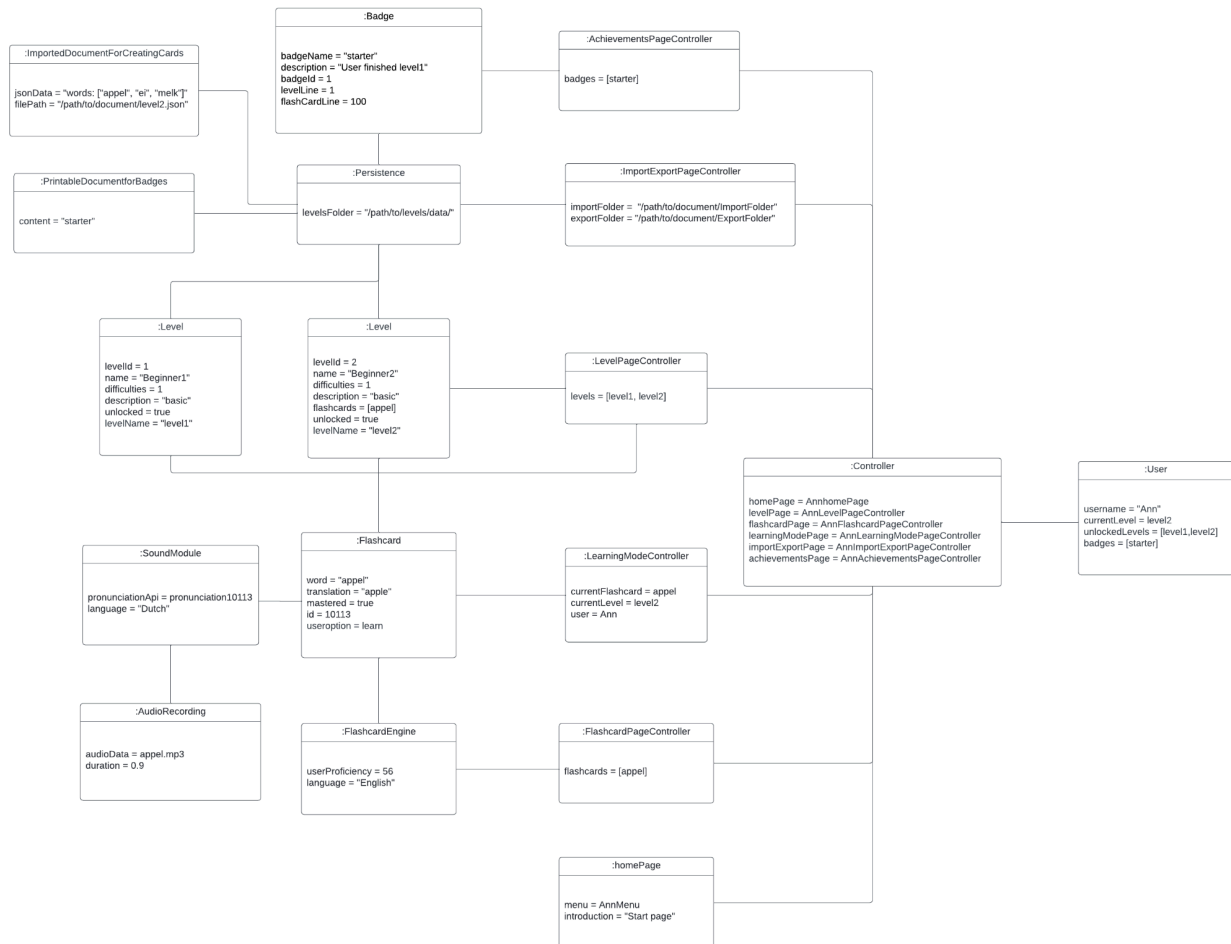 :Badge
badgeName = "starter"
description = "User finished level1"
badgeId = 1
levelLine = 1
flashCardLine = 100
:AchievementsPageController
badges = [starter]
:ImportedDocumentForCreatingCards
jsonData = "words: ["appel", "ei", "melk"]"
filePath = "/path/to/document/level2.json"
:PrintableDocumentforBadges
content = "starter"
:Persistence
levelsFolder = "/path/to/levels/data/"
:ImportExportPageController
importFolder =  "/path/to/document/ImportFolder"
exportFolder = "/path/to/document/ExportFolder"
:Level
levelId = 1
name = "Beginner1"
difficulties = 1
description = "basic"
unlocked = true
levelName = "level1"
:Level
levelId = 2
name = "Beginner2"
difficulties = 1
description = "basic"
flashcards = [appel]
unlocked = true
levelName = "level2"
:LevelPageController
levels = [level1, level2]
:Controller
homePage = AnnhomePage
levelPage = AnnLevelPageController
flashcardPage = AnnFlashcardPageController
learningModePage = AnnLearningModePageController
importExportPage = AnnImportExportPageController
achievementsPage = AnnAchievementsPageController
:User
username = "Ann"
currentLevel = level2
unlockedLevels = [level1,level2]
badges = [starter]
:SoundModule
pronunciationApi = pronunciation10113
language = "Dutch"
:Flashcard
word = "appel"
translation = "apple"
mastered = true
id = 10113
useroption = learn
:LearningModeController
currentFlashcard = appel
currentLevel = level2
user = Ann
:AudioRecording
audioData = appel.mp3
duration = 0.9
:FlashcardEngine
userProficiency = 56
language = "English"
:FlashcardPageController
flashcards = [appel]
:homePage
menu = AnnMenu
introduction = "Start page"